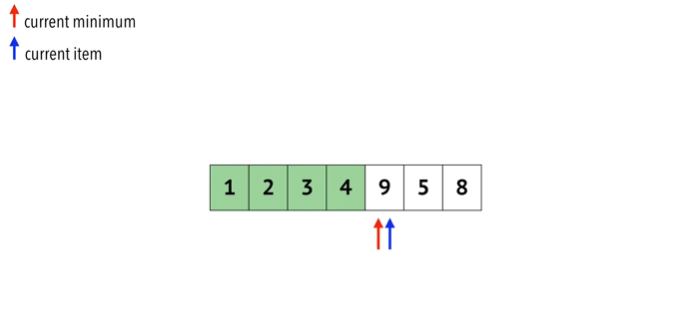 current minimum
current item
1 2 3 4 9 5 8